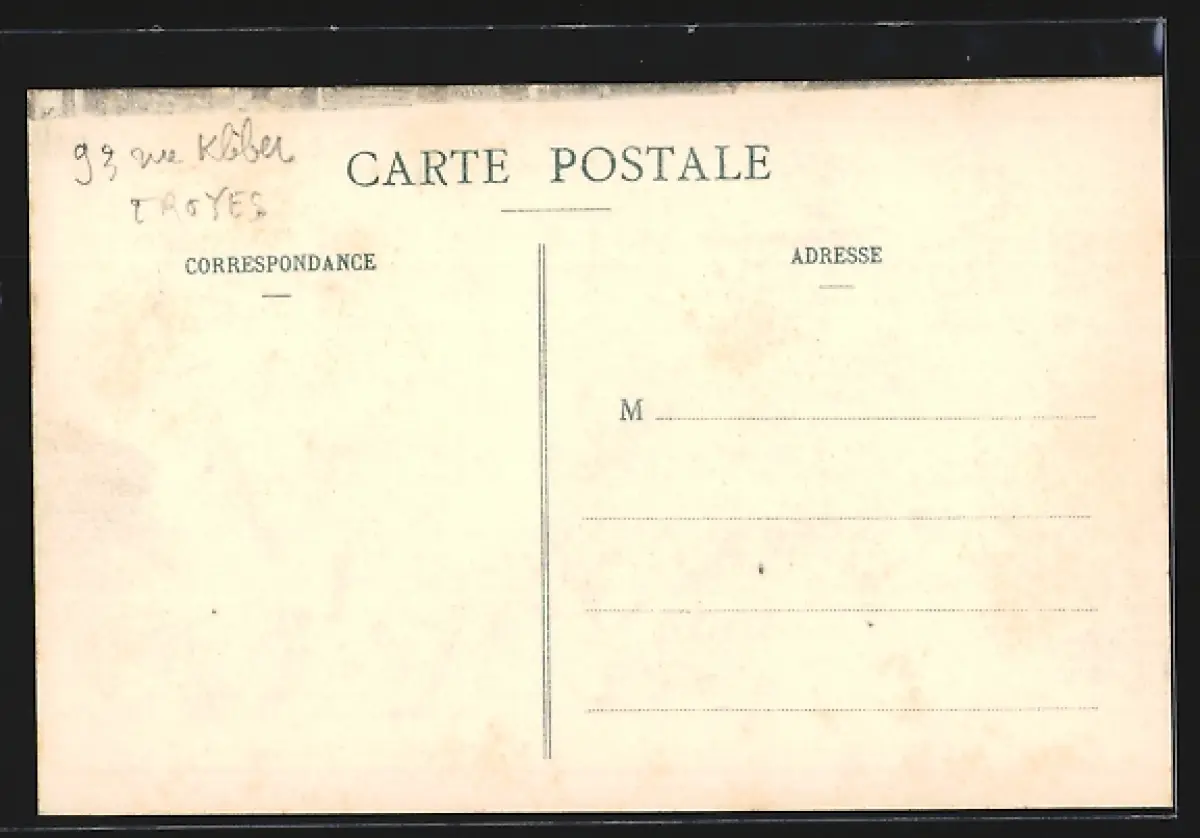 93 rue Kléber
TROYES
CARTE POSTALE
CORRESPONDANCE
ADRESSE
M